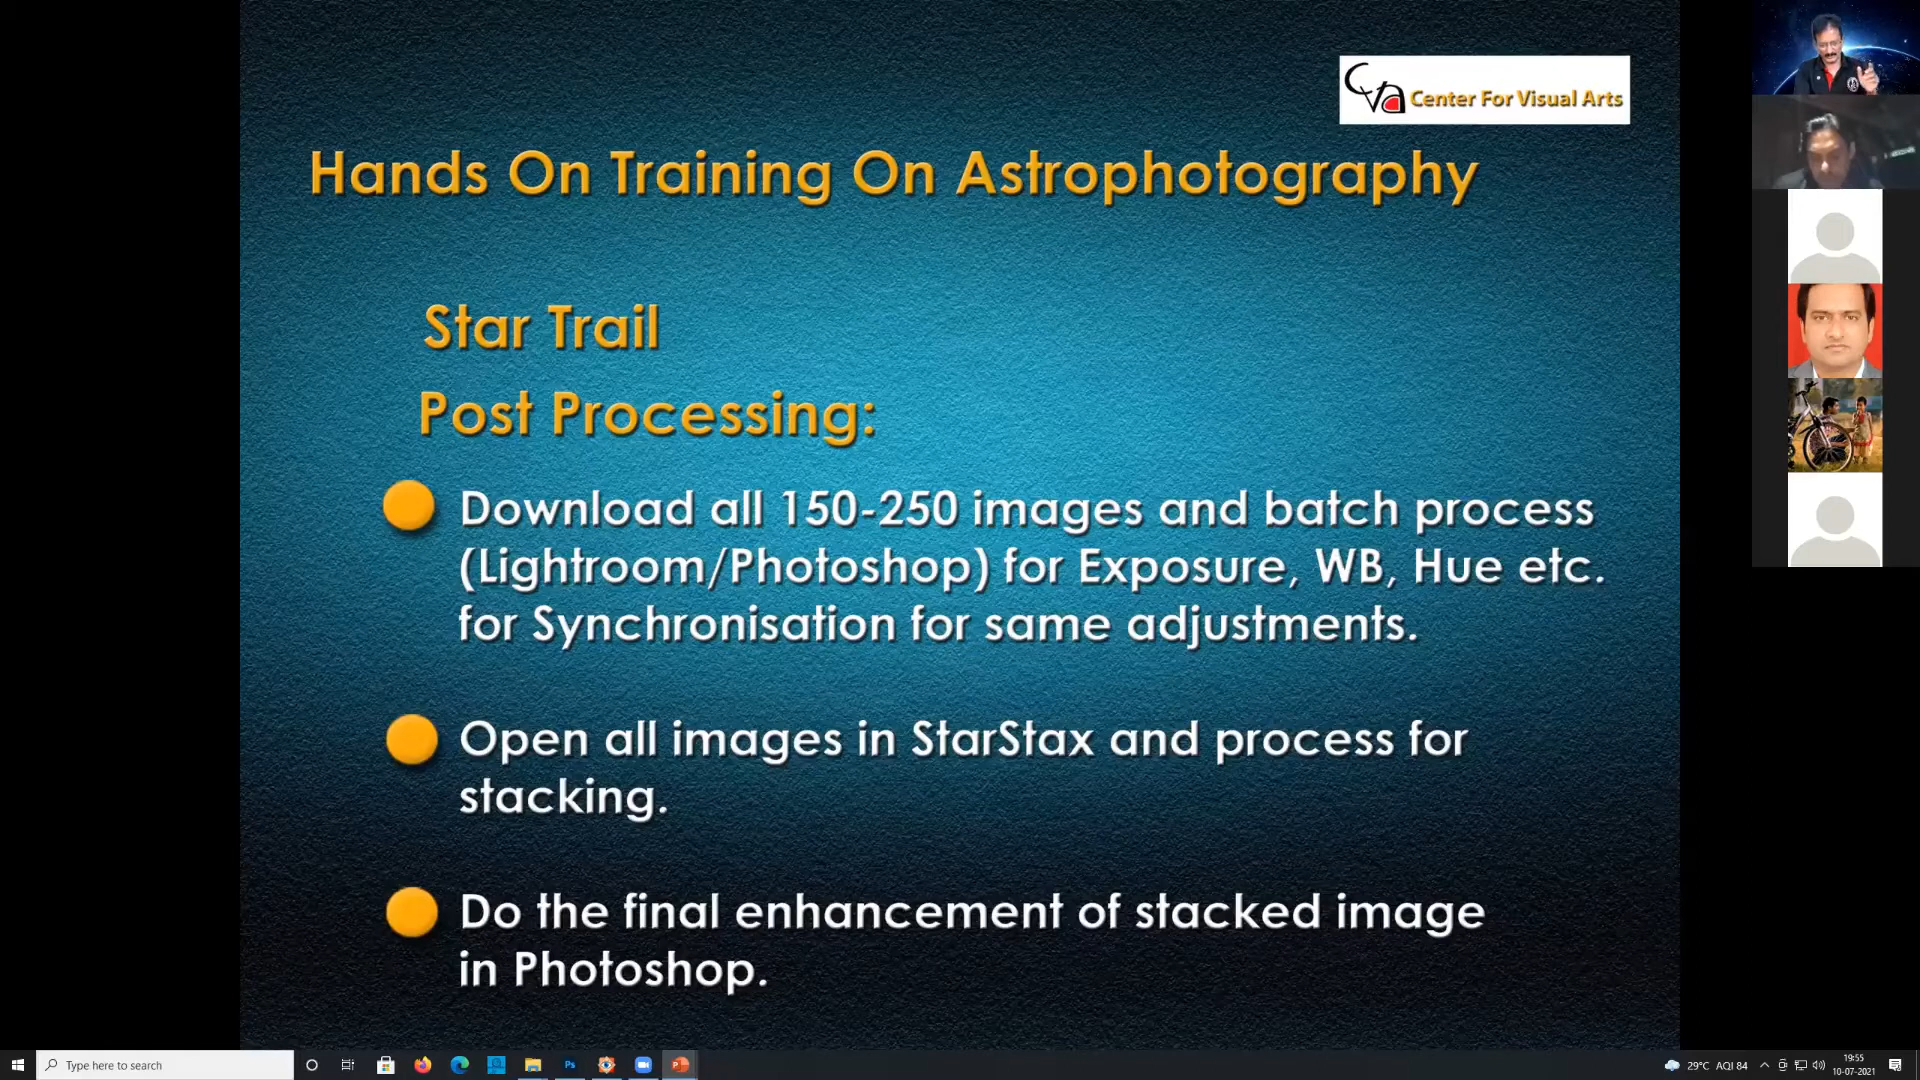 cva Center For Visual Arts
Hands On Training On Astrophotography
Star Trail
Post Processing:
Download all 150-250 images and batch process
(Lightroom/Photoshop) for Exposure, WB, Hue etc.
for Synchronisation for same adjustments.
Open all images in StarStax and process for
stacking.
Do the final enhancement of stacked image
in Photoshop.
Type here to search
Ps
29°C AQI 84
19:55
10-07-2021